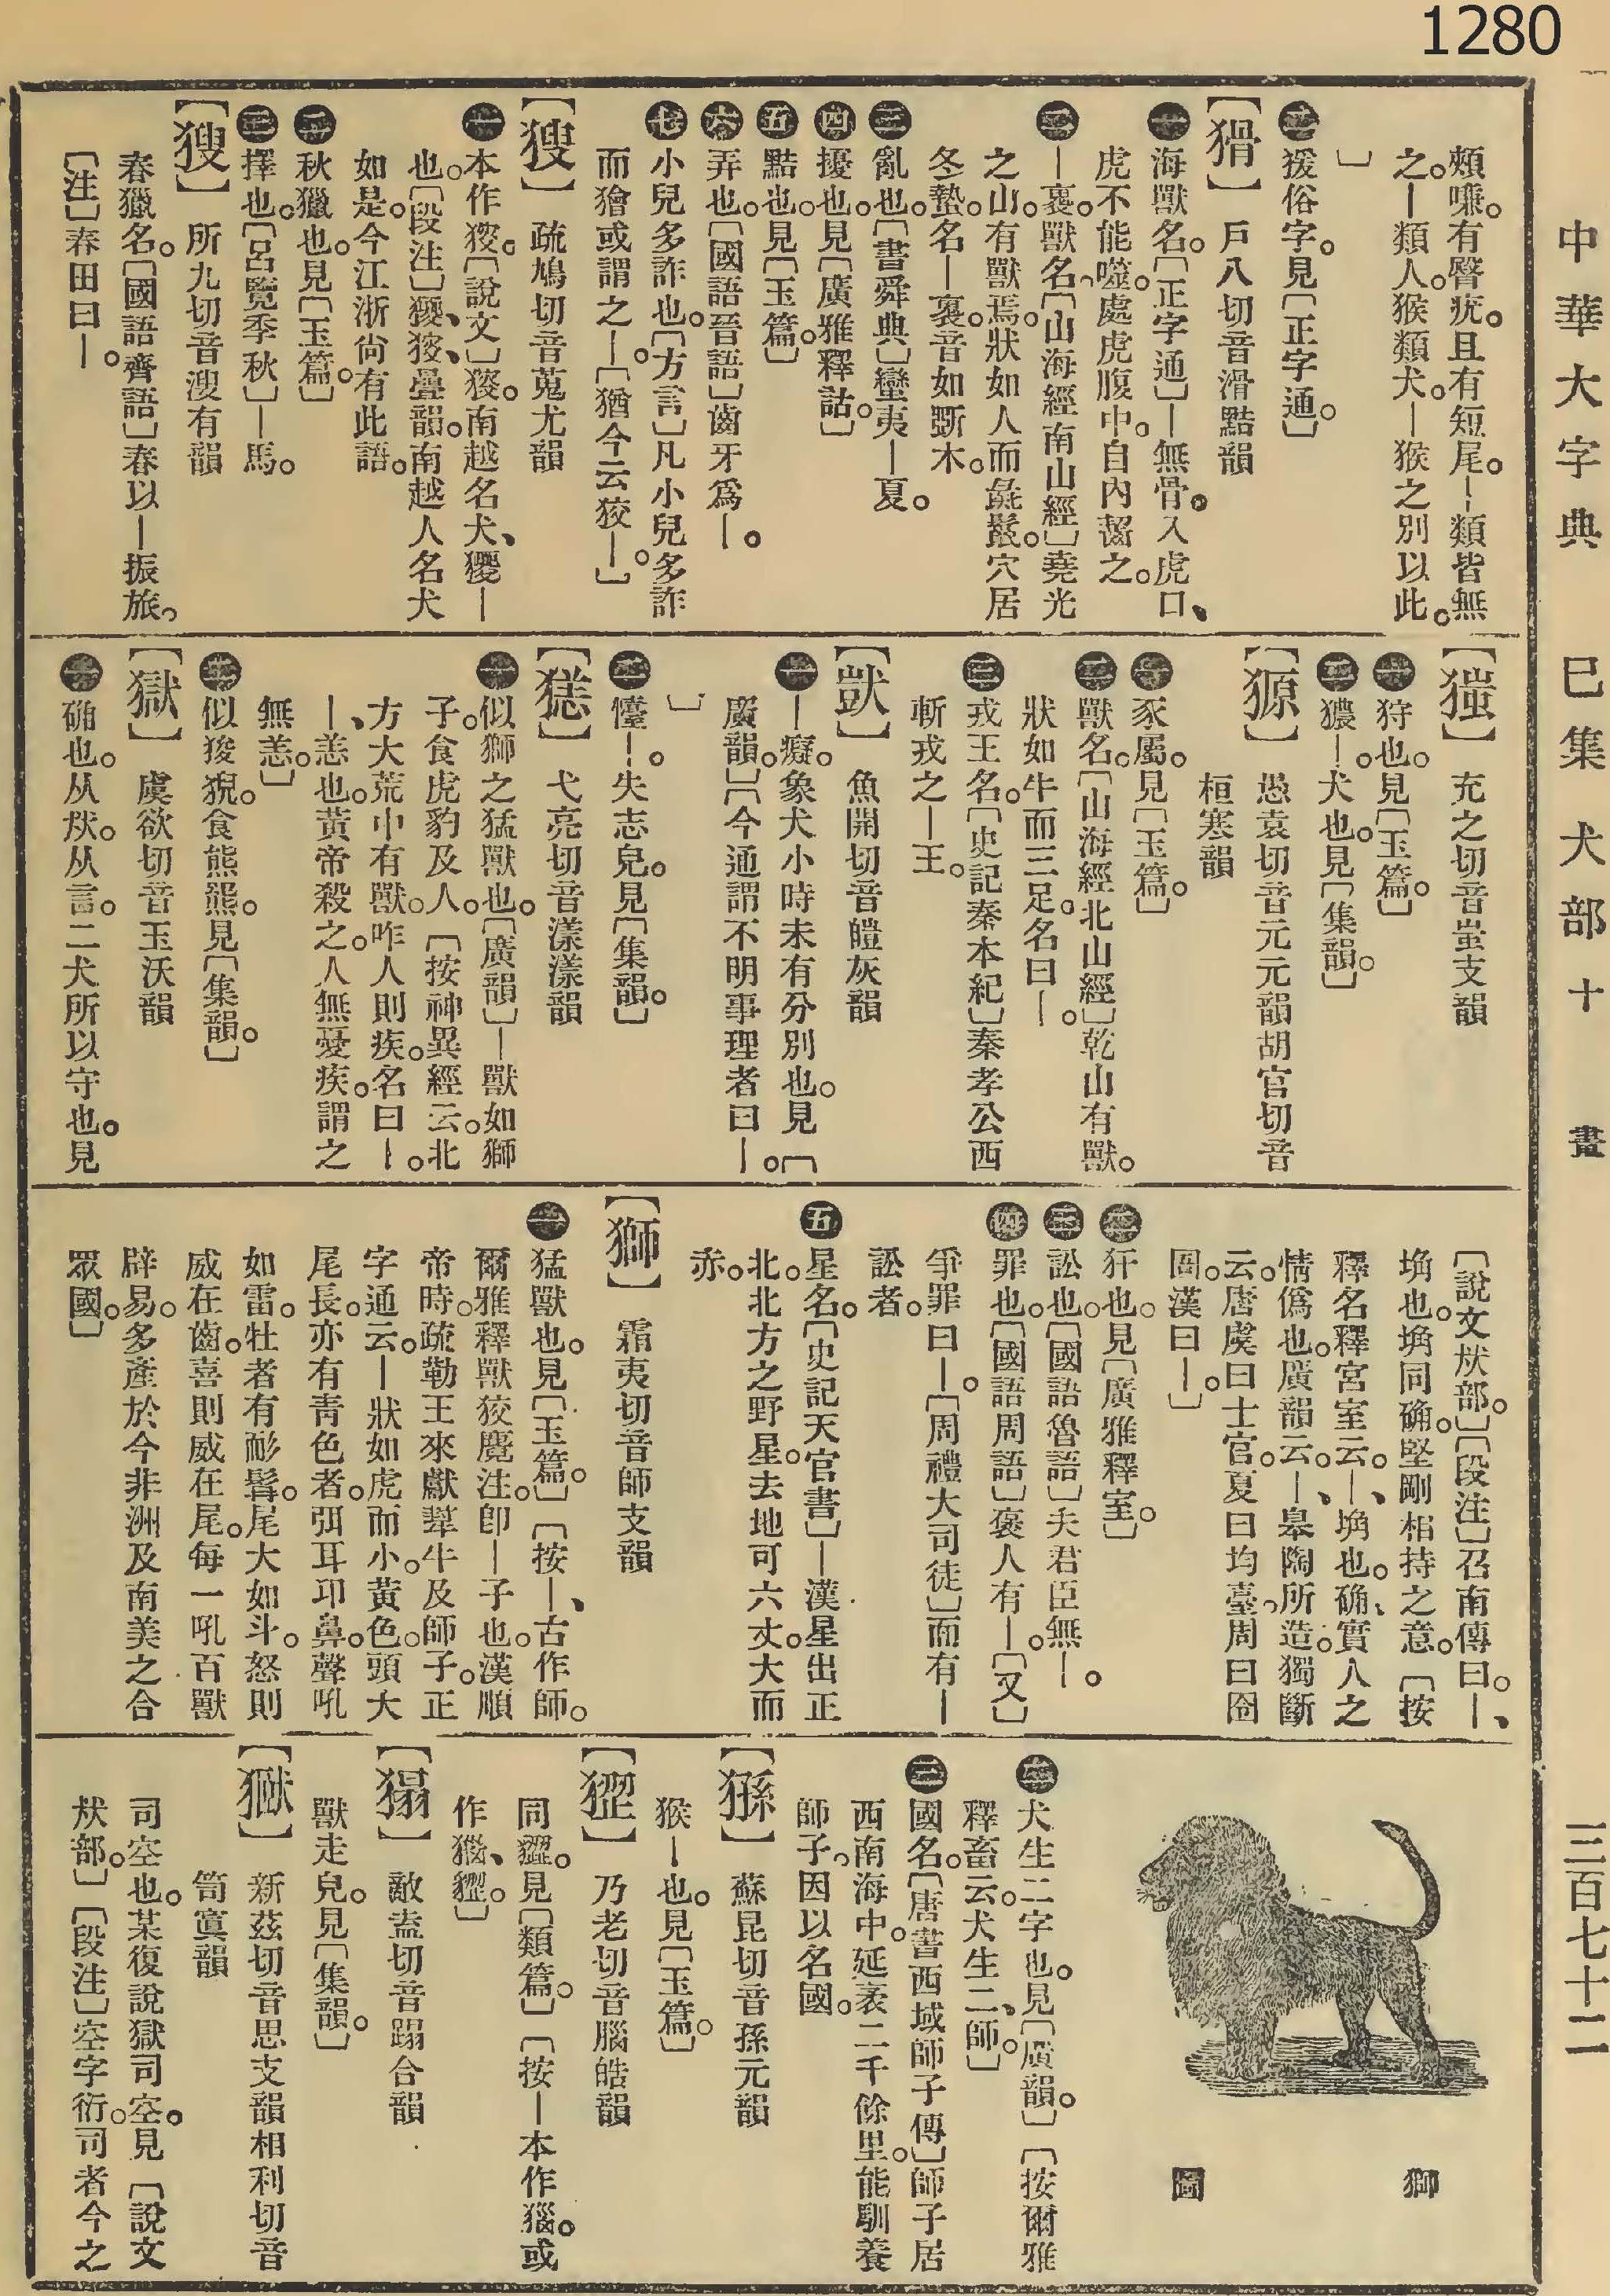 1280
中華大字典 巳集 犬部 十畫 三百七十二
頰嗛。有臀疣。且有短尾。—類皆無
之。—類人。猴類犬。—猴之別以此。
〕
㊁猨俗字。見〔正字通。〕
【猾】 戶八切音滑黠韻
㊀海獸名。〔正字通〕—無骨。入虎口、
虎不能噬。處虎腹中。自內齧之。
㊁—褢。獸名。〔山海經南山經〕堯光
之山。有獸焉。狀如人而彘鬣。穴居
冬蟄。名—褢。音如斲木。
㊂亂也。〔書舜典〕蠻夷—夏。
㊃擾也。見〔廣雅釋詁。〕
㊄黠也。見〔玉篇。〕
㊅弄也。〔國語晉語〕齒牙爲—。
㊆小兒多詐也。〔方言〕凡小兒多詐
而獪或謂之—。〔猶今云狡—。〕
【獀】 疏鳩切音蒐尤韻
㊀本作獀。〔說文〕獀。南越名犬、獿—
也。〔段注〕獿、獀、疊韻。南越人名犬
如是。今江浙尙有此語。
㊁秋獵也。見〔玉篇。〕
㊂擇也。〔呂覽季秋〕—馬。
【獀】 所九切音溲有韻
春獵名。〔國語齊語〕春以—振旅。
〔注〕春田曰—。
【獃】 充之切音蚩支韻
㊀狩也。見〔玉篇。〕
㊁獶—。犬也。見〔集韻。〕
【獂】 愚袁切音元元韻胡官切音
桓寒韻
㊀豕屬。見〔玉篇。〕
㊁獸名。〔山海經北山經〕乾山有獸。
狀如牛而三足。名曰—。
㊂戎王名。〔史記秦本紀〕秦孝公西
斬戎之—王。
【獃】 魚開切音皚灰韻
㊀—癡。象犬小時未有分別也。見〔
廣韻。〕〔今通謂不明事理者曰—。
〕
㊁懛—。失志皃。見〔集韻。〕
【㺊】 弋亮切音漾漾韻
㊀似獅之猛獸也。〔廣韻〕—獸如獅
子。食虎豹及人。〔按神異經云。北
方大荒中有獸。咋人則疾。名曰—。
—、恙也。黃帝殺之。人無憂疾。謂之
無恙。〕
㊁似狻猊。食熊羆。見〔集韻。〕
【獄】 虞欲切音玉沃韻
㊀确也。从㹜。从言。二犬所以守也。見
〔說文㹜部。〕〔段注〕召南傳曰。—、
埆也。埆同确。堅剛相持之意。〔按
釋名釋宮室云。—、埆也。确、實人之
情僞也。廣韻云。—、皋陶所造。獨斷
云。唐虞曰士官。夏曰均臺。周曰囹
圄。漢曰—。〕
㊁犴也。見〔廣雅釋室。〕
㊂訟也。〔國語魯語〕夫君臣無—。
㊃罪也。〔國語周語〕褒人有—。〔又〕
爭罪曰—。〔周禮大司徒〕而有—
訟者。
㊄星名。〔史記天官書〕—漢星出正
北。北方之野星。去地可六丈。大而
赤。
【獅】 霜夷切音師支韻
㊀猛獸也。見〔玉篇。〕〔按—、古作師。
爾雅釋獸狻麑注。卽—子也。漢順
帝時。疏勒王來獻犎牛及師子。正
字通云。—狀如虎而小。黃色。頭大
尾長。亦有靑色者。弭耳卬鼻。聲吼
如雷。牡者有耏髥。尾大如斗。怒則
威在齒。喜則威在尾。每一吼百獸
辟易。多產於今非洲及南美之合
眾國。〕
獅圖
㊁犬生二字也。見〔廣韻。〕〔按爾雅
釋畜云。犬生二、師。〕
㊂國名。〔唐書西域師子傳〕師子居
西南海中。延袤二千餘里。能馴養
師子。因以名國。
【猻】 蘇昆切音孫元韻
猴—也。見〔玉篇。〕
【㺁】 乃老切音腦皓韻
同㺁。見〔類篇。〕〔按—本作獿。或
作㺁、㺁。〕
【㺉】 敵盍切音蹋合韻
獸走皃。見〔集韻。〕
【㺇】 新茲切音思支韻相利切音
笥寘韻
司空也。某復說獄司空。見〔說文
㹜部。〕〔段注〕空字衍。司者今之